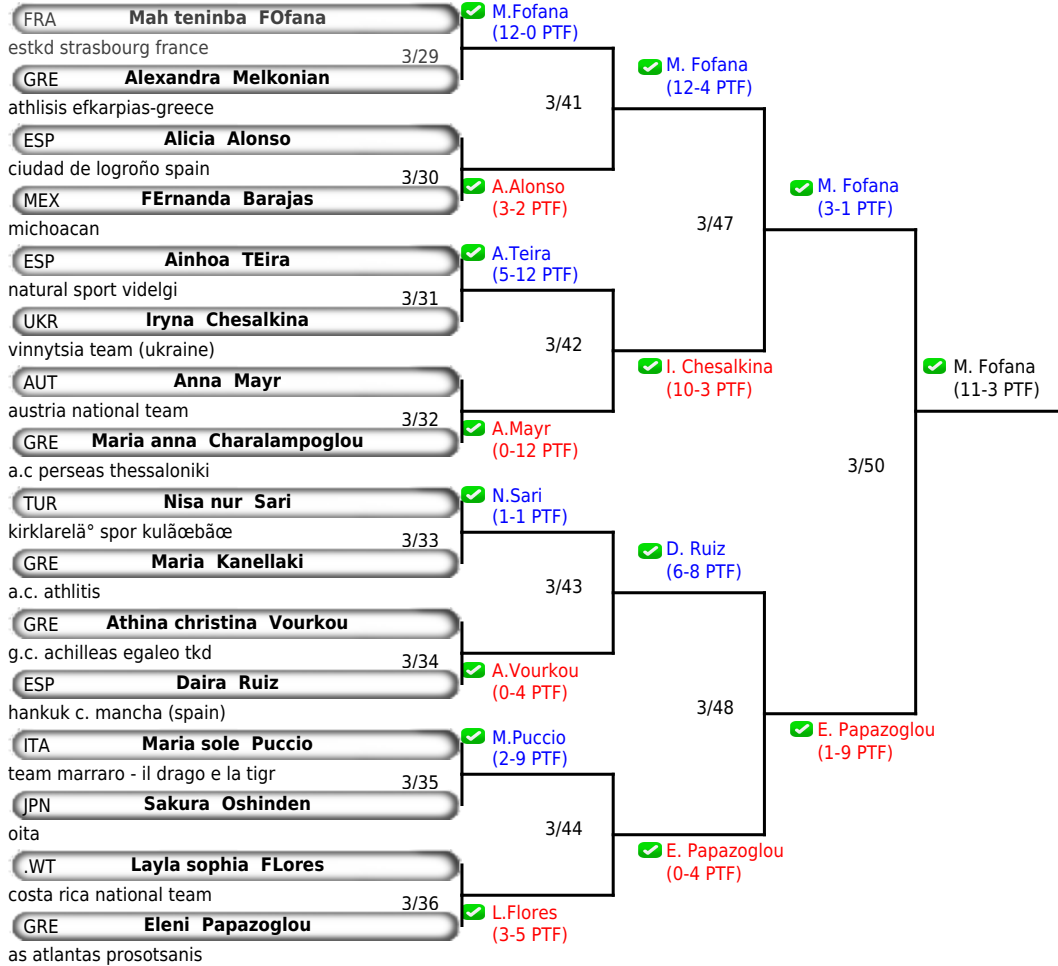 FRA Mah teninba FOfana
estkd strasbourg france
3/29
GRE Alexandra Melkonian
athlisis efkarpias-greece
ESP Alicia Alonso
ciudad de logroño spain
3/30
MEX FErnanda Barajas
michoacan
ESP Ainhoa TEira
natural sport videlgi
3/31
UKR Iryna Chesalkina
vinnytsia team (ukraine)
AUT Anna Mayr
austria national team
3/32
GRE Maria anna Charalampoglou
a.c perseas thessaloniki
TUR Nisa nur Sari
kirklarelä° spor kulãœbãœ
3/33
GRE Maria Kanellaki
a.c. athlitis
GRE Athina christina Vourkou
g.c. achilleas egaleo tkd
3/34
ESP Daira Ruiz
hankuk c. mancha (spain)
ITA Maria sole Puccio
team marraro - il drago e la tigr
3/35
JPN Sakura Oshinden
oita
.WT Layla sophia FLores
costa rica national team
3/36
GRE Eleni Papazoglou
as atlantas prosotsanis
M.Fofana
(12-0 PTF)
3/41
A.Alonso
(3-2 PTF)
A.Teira
(5-12 PTF)
3/42
A.Mayr
(0-12 PTF)
N.Sari
(1-1 PTF)
3/43
A.Vourkou
(0-4 PTF)
M.Puccio
(2-9 PTF)
3/44
L.Flores
(3-5 PTF)
M. Fofana
(12-4 PTF)
3/47
I. Chesalkina
(10-3 PTF)
D. Ruiz
(6-8 PTF)
3/48
E. Papazoglou
(0-4 PTF)
M. Fofana
(3-1 PTF)
3/50
E. Papazoglou
(1-9 PTF)
M. Fofana
(11-3 PTF)